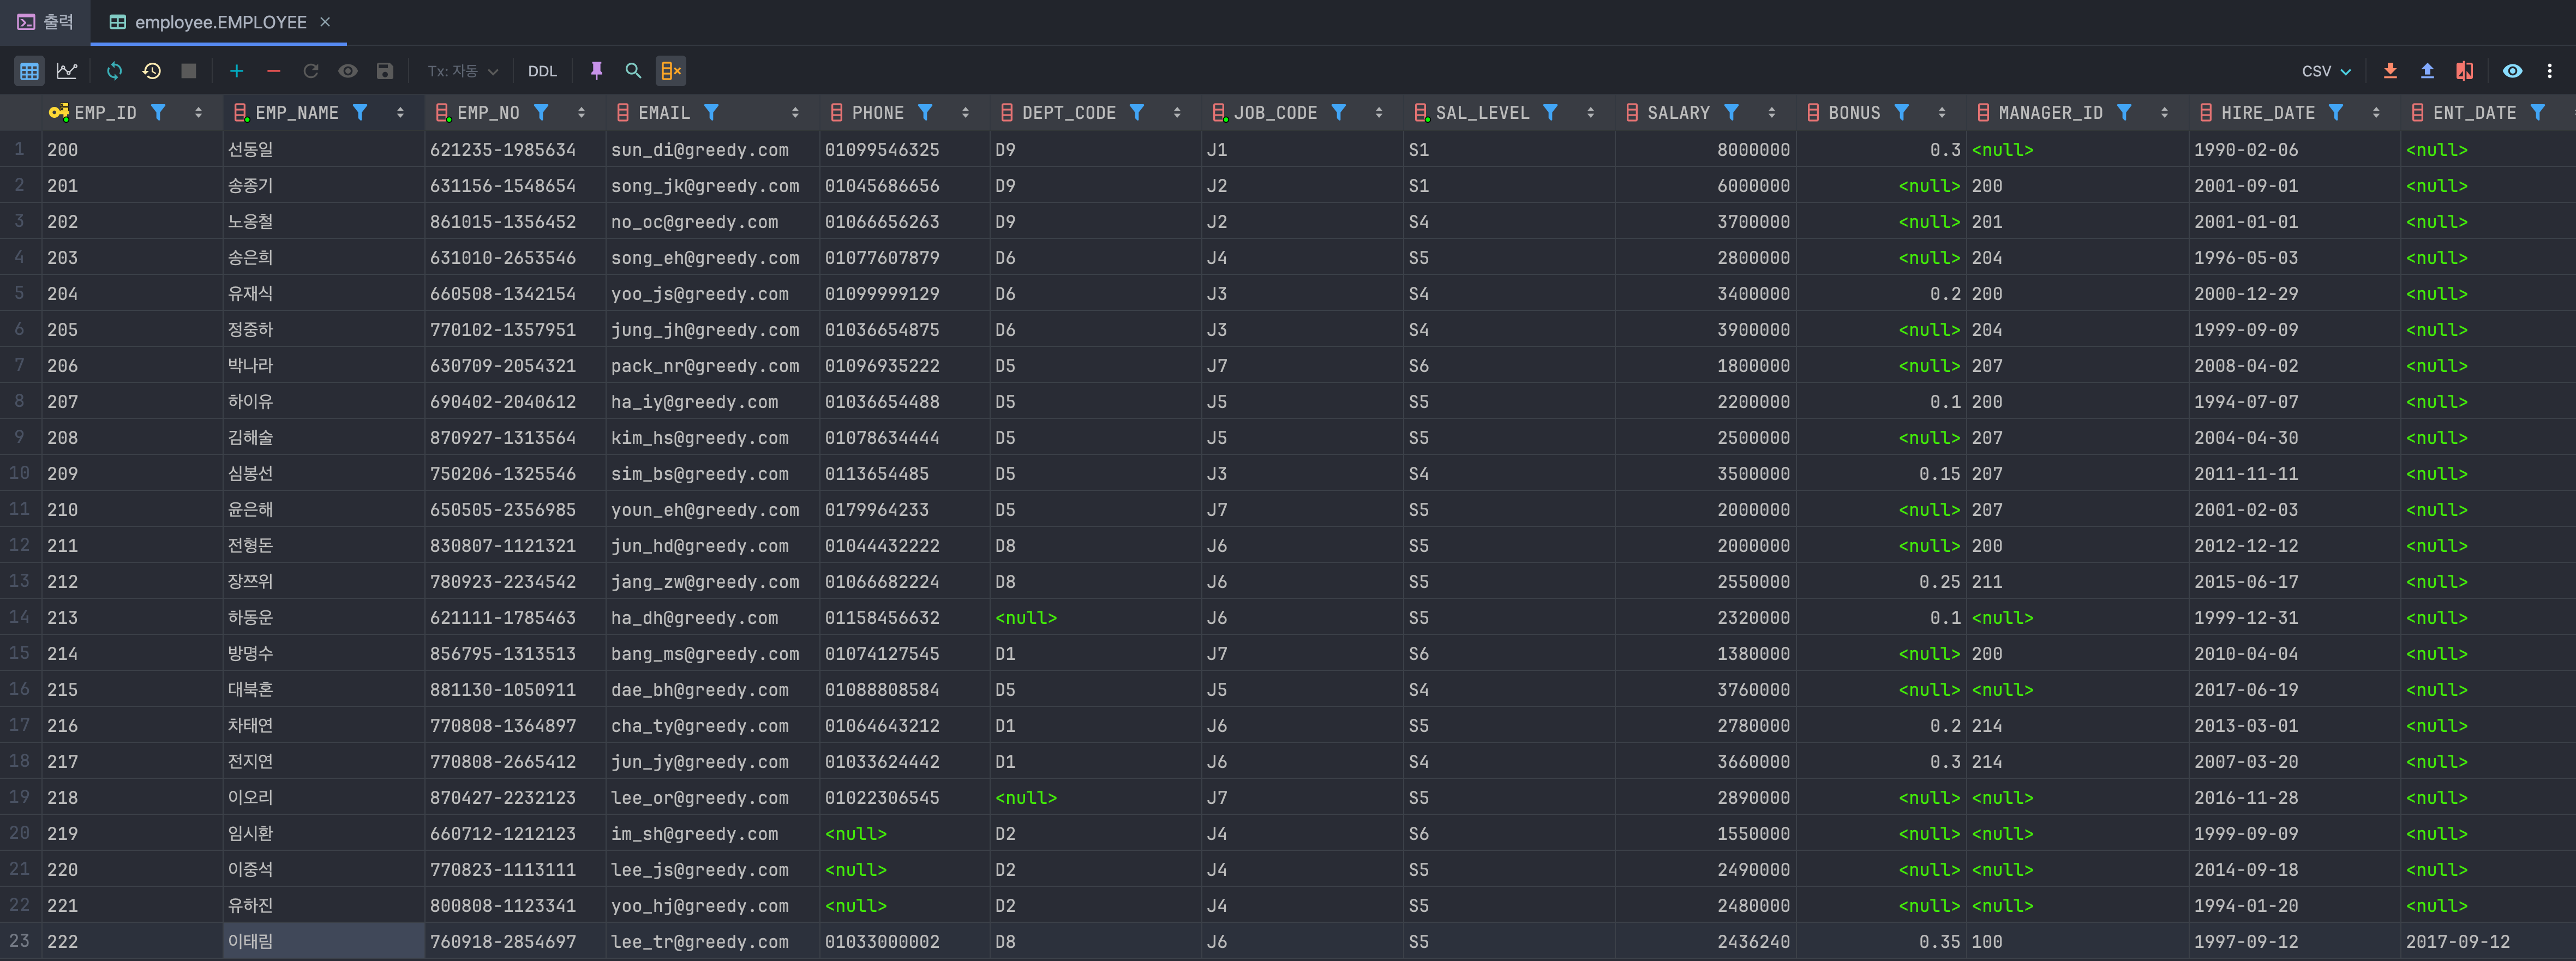 출력 employee.EMPLOYEE ×
Tx: 자동 DDL CSV
EMP_ID EMP_NAME EMP_NO EMAIL PHONE DEPT_CODE JOB_CODE SAL_LEVEL SALARY BONUS MANAGER_ID HIRE_DATE ENT_DATE
1 200 선동일 621235-1985634 sun_di@greedy.com 01099546325 D9 J1 S1 8000000 0.3 <null> 1990-02-06 <null>
2 201 송종기 631156-1548654 song_jk@greedy.com 01045686656 D9 J2 S1 6000000 <null> 200 2001-09-01 <null>
3 202 노옹철 861015-1356452 no_oc@greedy.com 01066656263 D9 J2 S4 3700000 <null> 201 2001-01-01 <null>
4 203 송은희 631010-2653546 song_eh@greedy.com 01077607879 D6 J4 S5 2800000 <null> 204 1996-05-03 <null>
5 204 유재식 660508-1342154 yoo_js@greedy.com 01099999129 D6 J3 S4 3400000 0.2 200 2000-12-29 <null>
6 205 정중하 770102-1357951 jung_jh@greedy.com 01036654875 D6 J3 S4 3900000 <null> 204 1999-09-09 <null>
7 206 박나라 630709-2054321 pack_nr@greedy.com 01096935222 D5 J7 S6 1800000 <null> 207 2008-04-02 <null>
8 207 하이유 690402-2040612 ha_iy@greedy.com 01036654488 D5 J5 S5 2200000 0.1 200 1994-07-07 <null>
9 208 김해술 870927-1313564 kim_hs@greedy.com 01078634444 D5 J5 S5 2500000 <null> 207 2004-04-30 <null>
10 209 심봉선 750206-1325546 sim_bs@greedy.com 0113654485 D5 J3 S4 3500000 0.15 207 2011-11-11 <null>
11 210 윤은해 650505-2356985 youn_eh@greedy.com 0179964233 D5 J7 S5 2000000 <null> 207 2001-02-03 <null>
12 211 전형돈 830807-1121321 jun_hd@greedy.com 01044432222 D8 J6 S5 2000000 <null> 200 2012-12-12 <null>
13 212 장쯔위 780923-2234542 jang_zw@greedy.com 01066682224 D8 J6 S5 2550000 0.25 211 2015-06-17 <null>
14 213 하동운 621111-1785463 ha_dh@greedy.com 01158456632 <null> J6 S5 2320000 0.1 <null> 1999-12-31 <null>
15 214 방명수 856795-1313513 bang_ms@greedy.com 01074127545 D1 J7 S6 1380000 <null> 200 2010-04-04 <null>
16 215 대북혼 881130-1050911 dae_bh@greedy.com 01088808584 D5 J5 S4 3760000 <null> <null> 2017-06-19 <null>
17 216 차태연 770808-1364897 cha_ty@greedy.com 01064643212 D1 J6 S5 2780000 0.2 214 2013-03-01 <null>
18 217 전지연 770808-2665412 jun_jy@greedy.com 01033624442 D1 J6 S4 3660000 0.3 214 2007-03-20 <null>
19 218 이오리 870427-2232123 lee_or@greedy.com 01022306545 <null> J7 S5 2890000 <null> <null> 2016-11-28 <null>
20 219 임시환 660712-1212123 im_sh@greedy.com <null> D2 J4 S6 1550000 <null> <null> 1999-09-09 <null>
21 220 이중석 770823-1113111 lee_js@greedy.com <null> D2 J4 S5 2490000 <null> <null> 2014-09-18 <null>
22 221 유하진 800808-1123341 yoo_hj@greedy.com <null> D2 J4 S5 2480000 <null> <null> 1994-01-20 <null>
23 222 이태림 760918-2854697 lee_tr@greedy.com 01033000002 D8 J6 S5 2436240 0.35 100 1997-09-12 2017-09-12